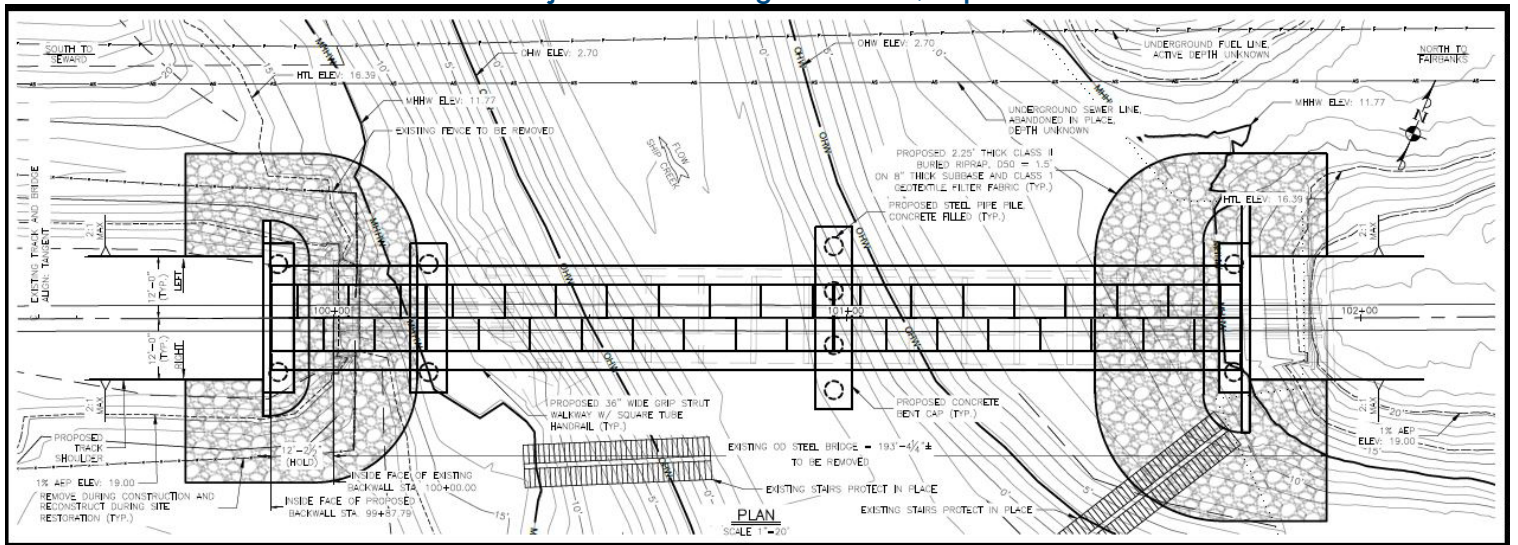 SOUTH TO
SEWARD
OHW ELEV: 2.70
OHW ELEV: 2.70
UNDERGROUND FUEL LINE,
ACTIVE DEPTH UNKNOWN
NORTH TO
FAIRBANKS
HTL ELEV: 16.39
MHHW ELEV: 11.77
EXISTING FENCE TO BE REMOVED
UNDERGROUND SEWER LINE,
ABANDONED IN PLACE,
DEPTH UNKNOWN
MHHW ELEV: 11.77
FLOW
SHIP CREEK
PROPOSED 2.25' THICK CLASS II
BURIED RIPRAP, D50 = 1.5'
ON 8" THICK SUBBASE AND CLASS 1
GEOTEXTILE FILTER FABRIC (TYP.)
PROPOSED STEEL PIPE PILE,
CONCRETE FILLED (TYP.)
HTL ELEV: 16.39
EXISTING TRACK AND BRIDGE
ALIGN: TANGENT
2:1
MAX
2:1
MAX
12'-0"
(TYP.)
LEFT
100+00
101+00
102+00
12'-0"
(TYP.)
RIGHT
2:1
MAX
2:1
MAX
MHHW
MHHW
OHW
OHW
OHW
OHW
PROPOSED 36" WIDE GRIP STRUT
WALKWAY W/ SQUARE TUBE
HANDRAIL (TYP.)
PROPOSED CONCRETE
BENT CAP (TYP.)
PROPOSED
TRACK
SHOULDER
12'-2½"
(HOLD)
EXISTING OD STEEL BRIDGE - 193'-4¼"±
TO BE REMOVED
1% AEP
ELEV: 19.00
INSIDE FACE OF EXISTING
BACKWALL STA. 100+00.00
EXISTING STAIRS PROTECT IN PLACE
1% AEP ELEV: 19.00
REMOVE DURING CONSTRUCTION AND
RECONSTRUCT DURING SITE
RESTORATION (TYP.)
INSIDE FACE OF PROPOSED
BACKWALL STA. 99+87.79
EXISTING STAIRS PROTECT IN PLACE
PLAN
SCALE 1"=20'